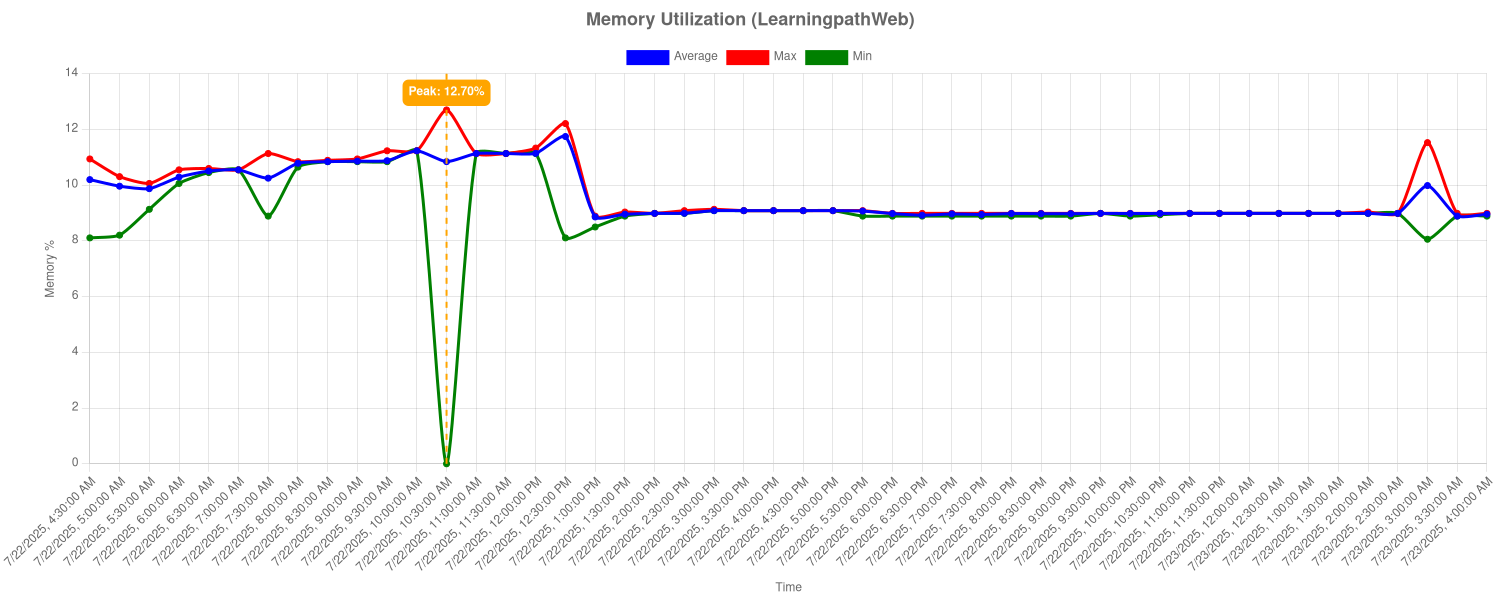 Memory Utilization (LearningpathWeb)
Average Max Min
Peak: 12.70%
14
12
10
8
6
4
2
0
Memory %
7/22/2025, 4:30:00 AM
7/22/2025, 5:00:00 AM
7/22/2025, 5:30:00 AM
7/22/2025, 6:00:00 AM
7/22/2025, 6:30:00 AM
7/22/2025, 7:00:00 AM
7/22/2025, 7:30:00 AM
7/22/2025, 8:00:00 AM
7/22/2025, 8:30:00 AM
7/22/2025, 9:00:00 AM
7/22/2025, 9:30:00 AM
7/22/2025, 10:00:00 AM
7/22/2025, 10:30:00 AM
7/22/2025, 11:00:00 AM
7/22/2025, 11:30:00 AM
7/22/2025, 12:00:00 PM
7/22/2025, 12:30:00 PM
7/22/2025, 1:00:00 PM
7/22/2025, 1:30:00 PM
7/22/2025, 2:00:00 PM
7/22/2025, 2:30:00 PM
7/22/2025, 3:00:00 PM
7/22/2025, 3:30:00 PM
7/22/2025, 4:00:00 PM
7/22/2025, 4:30:00 PM
7/22/2025, 5:00:00 PM
7/22/2025, 5:30:00 PM
7/22/2025, 6:00:00 PM
7/22/2025, 6:30:00 PM
7/22/2025, 7:00:00 PM
7/22/2025, 7:30:00 PM
7/22/2025, 8:00:00 PM
7/22/2025, 8:30:00 PM
7/22/2025, 9:00:00 PM
7/22/2025, 9:30:00 PM
7/22/2025, 10:00:00 PM
7/22/2025, 10:30:00 PM
7/22/2025, 11:00:00 PM
7/22/2025, 11:30:00 PM
7/23/2025, 12:00:00 AM
7/23/2025, 12:30:00 AM
7/23/2025, 1:00:00 AM
7/23/2025, 1:30:00 AM
7/23/2025, 2:00:00 AM
7/23/2025, 2:30:00 AM
7/23/2025, 3:00:00 AM
7/23/2025, 3:30:00 AM
7/23/2025, 4:00:00 AM
Time